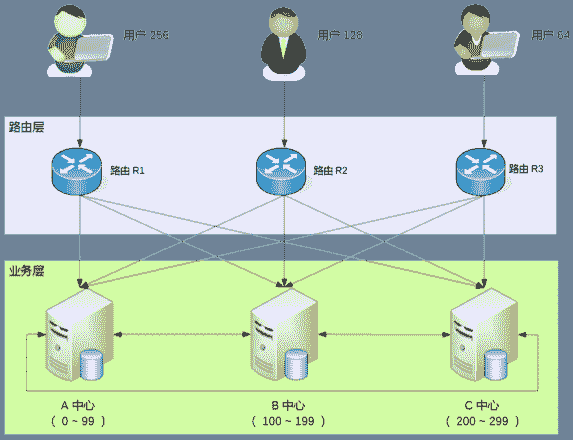 用户 256
用户 128
用户 64
路由层
路由 R1
路由 R2
路由 R3
业务层
A 中心
( 0 ~ 99 )
B 中心
( 100 ~ 199 )
C 中心
( 200 ~ 299 )